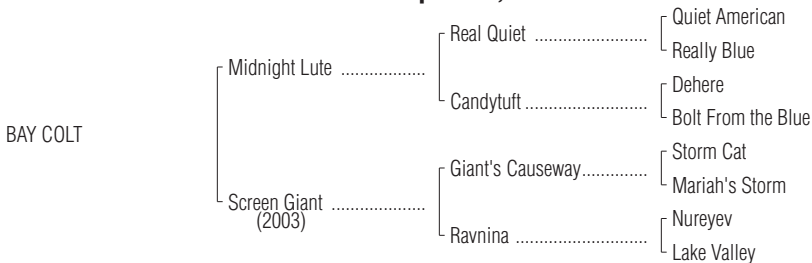 Quiet American
Real Quiet ........................
Really Blue
Midnight Lute ..................
Dehere
Candytuft..........................
Bolt From the Blue
BAY COLT
Storm Cat
Giant's Causeway..............
Mariah's Storm
Screen Giant ....................
(2003)
Nureyev
Ravnina ............................
Lake Valley